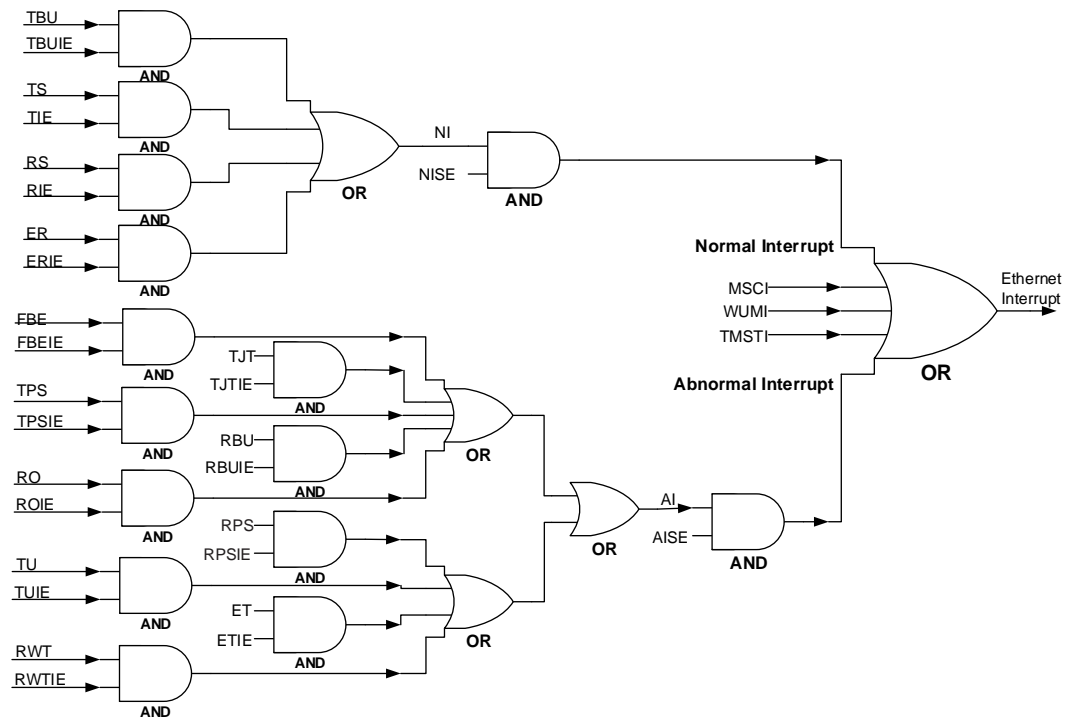 TBU
TBUIE
AND
TS
TIE
AND
RS
RIE
AND
ER
ERIE
AND
OR
NI
NISE
AND
Normal Interrupt
MSCI
WUMI
TMSTI
Abnormal Interrupt
OR
Ethernet
Interrupt
FBE
FBEIE
AND
TJT
TJTIE
AND
TPS
TPSIE
AND
RBU
RBUIE
AND
RO
ROIE
AND
OR
RPS
RPSIE
AND
TU
TUIE
AND
ET
ETIE
AND
RWT
RWTIE
AND
OR
OR
AI
AISE
AND